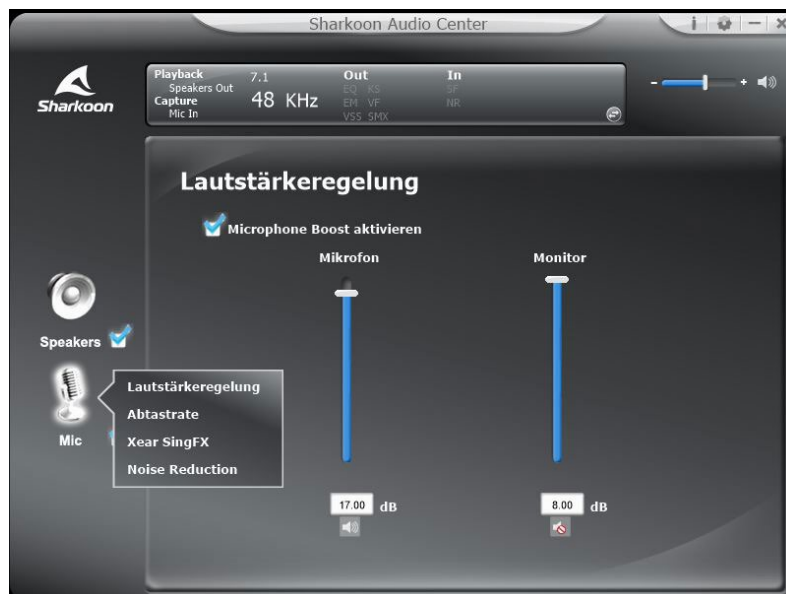 Sharkoon Audio Center
Sharkoon
Playback 7.1
Speakers Out
Capture 48 KHz
Mic In
Out
EQ KS
EM VF
VSS SMX
In
SF
NR
- +
Lautstärkeregelung
Microphone Boost aktivieren
Mikrofon
Monitor
Speakers
Mic
Lautstärkeregelung
Abtastrate
Xear SingFX
Noise Reduction
17.00 dB
8.00 dB